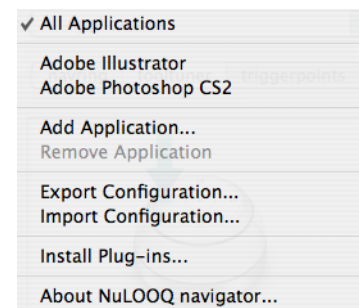 All Applications
Adobe Illustrator
Adobe Photoshop CS2
Add Application...
Remove Application
Export Configuration...
Import Configuration...
Install Plug-ins...
About NuLOOQ navigator...